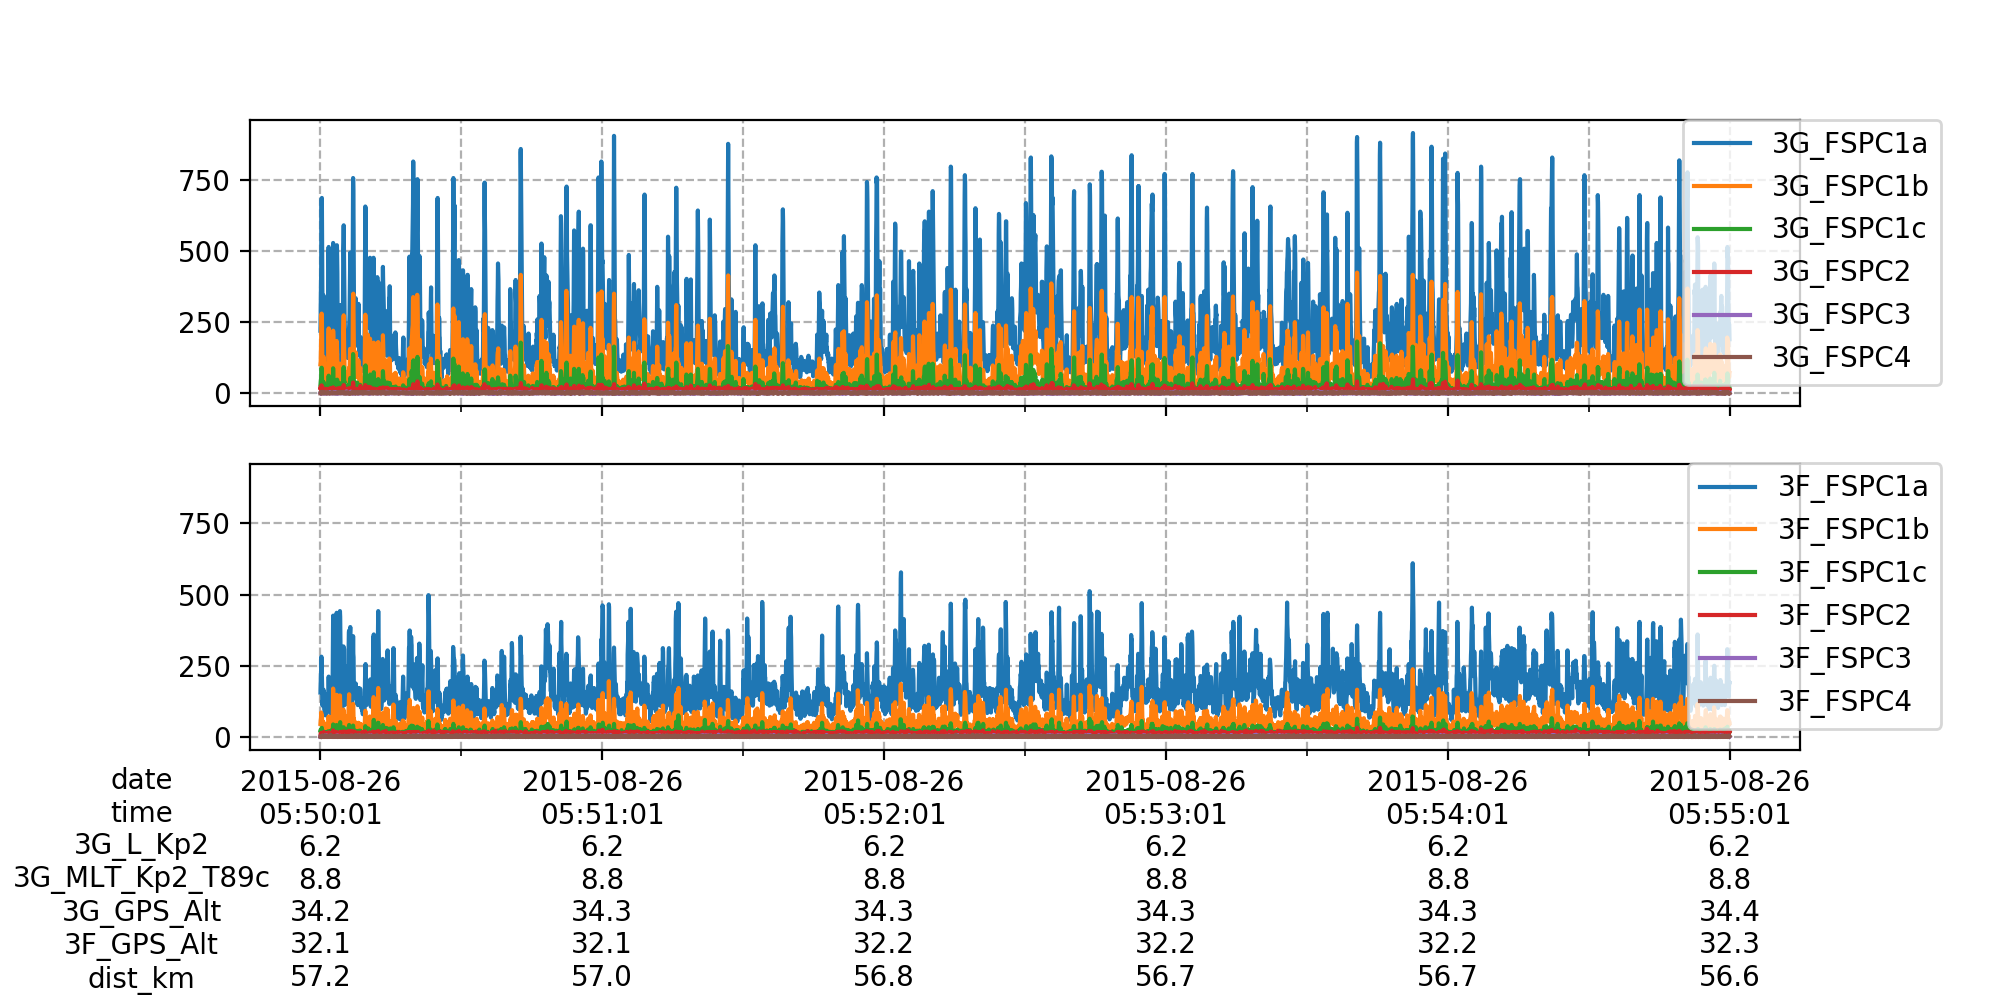 750
500
250
0
3G_FSPC1a
3G_FSPC1b
3G_FSPC1c
3G_FSPC2
3G_FSPC3
3G_FSPC4
750
500
250
0
3F_FSPC1a
3F_FSPC1b
3F_FSPC1c
3F_FSPC2
3F_FSPC3
3F_FSPC4
date 2015-08-26 2015-08-26 2015-08-26 2015-08-26 2015-08-26 2015-08-26
time 05:50:01 05:51:01 05:52:01 05:53:01 05:54:01 05:55:01
3G_L_Kp2 6.2 6.2 6.2 6.2 6.2 6.2
3G_MLT_Kp2_T89c 8.8 8.8 8.8 8.8 8.8 8.8
3G_GPS_Alt 34.2 34.3 34.3 34.3 34.3 34.4
3F_GPS_Alt 32.1 32.1 32.2 32.2 32.2 32.3
dist_km 57.2 57.0 56.8 56.7 56.7 56.6